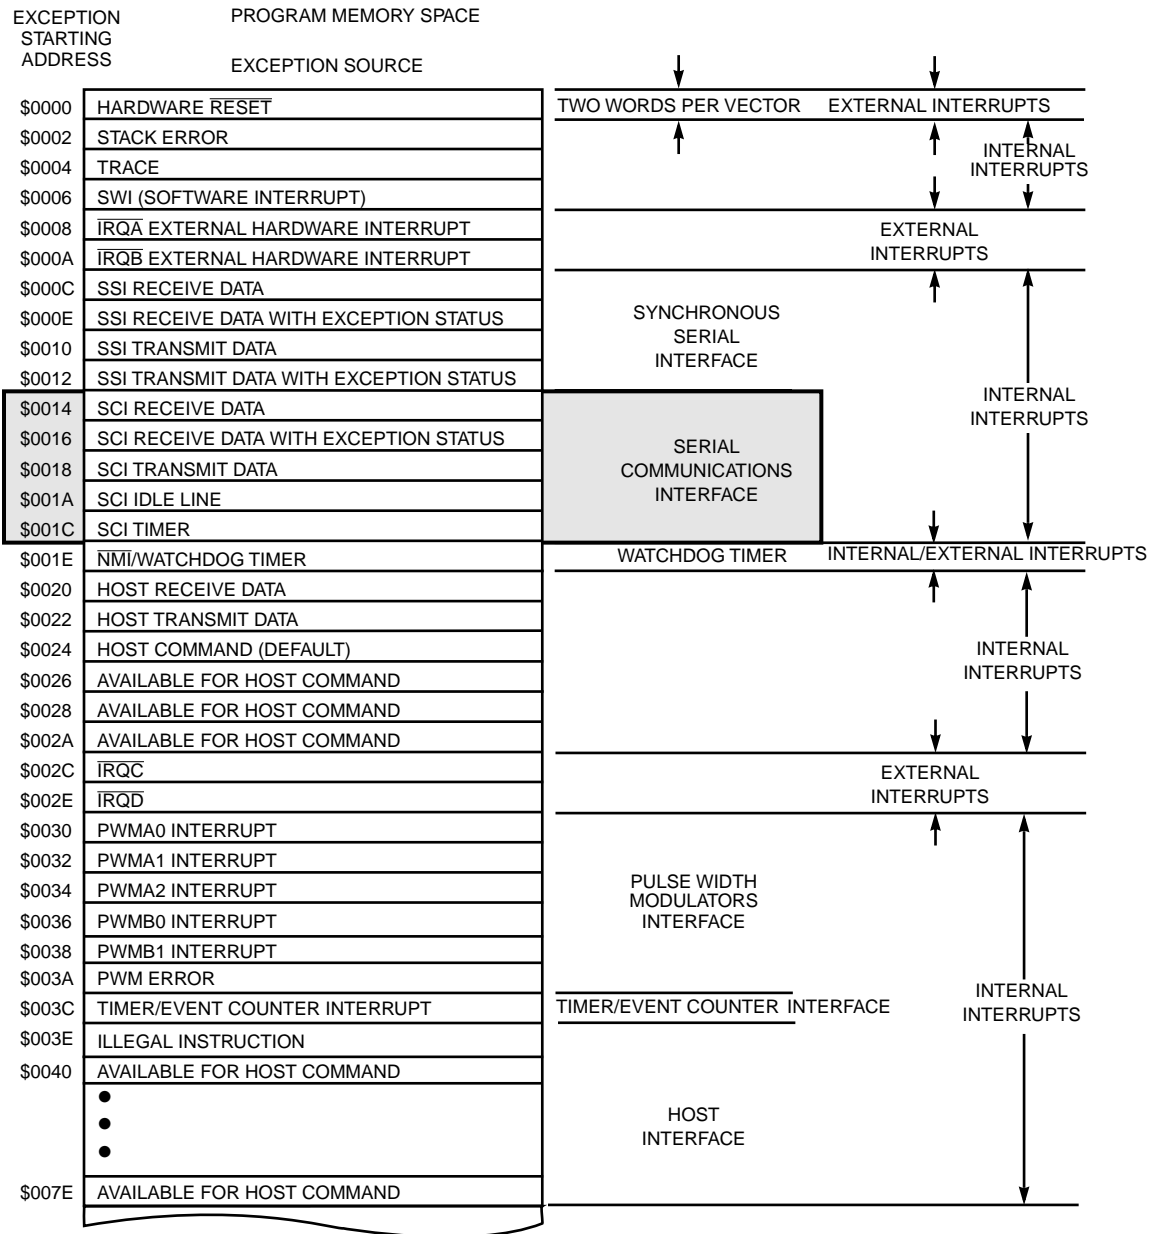 EXCEPTION STARTING ADDRESS
PROGRAM MEMORY SPACE
EXCEPTION SOURCE
$0000 HARDWARE RESET TWO WORDS PER VECTOR EXTERNAL INTERRUPTS
$0002 STACK ERROR
$0004 TRACE
INTERNAL
INTERRUPTS
$0006 SWI (SOFTWARE INTERRUPT)
$0008 IRQA EXTERNAL HARDWARE INTERRUPT
$000A IRQB EXTERNAL HARDWARE INTERRUPT
EXTERNAL
INTERRUPTS
$000C SSI RECEIVE DATA
$000E SSI RECEIVE DATA WITH EXCEPTION STATUS
$0010 SSI TRANSMIT DATA
$0012 SSI TRANSMIT DATA WITH EXCEPTION STATUS
SYNCHRONOUS
SERIAL
INTERFACE
INTERNAL
INTERRUPTS
$0014 SCI RECEIVE DATA
$0016 SCI RECEIVE DATA WITH EXCEPTION STATUS
$0018 SCI TRANSMIT DATA
$001A SCI IDLE LINE
$001C SCI TIMER
SERIAL
COMMUNICATIONS
INTERFACE
$001E NMI/WATCHDOG TIMER WATCHDOG TIMER INTERNAL/EXTERNAL INTERRUPTS
$0020 HOST RECEIVE DATA
$0022 HOST TRANSMIT DATA
$0024 HOST COMMAND (DEFAULT)
$0026 AVAILABLE FOR HOST COMMAND
$0028 AVAILABLE FOR HOST COMMAND
$002A AVAILABLE FOR HOST COMMAND
INTERNAL
INTERRUPTS
$002C IRQC
$002E IRQD
EXTERNAL
INTERRUPTS
$0030 PWMA0 INTERRUPT
$0032 PWMA1 INTERRUPT
$0034 PWMA2 INTERRUPT
$0036 PWMB0 INTERRUPT
$0038 PWMB1 INTERRUPT
$003A PWM ERROR
PULSE WIDTH
MODULATORS
INTERFACE
$003C TIMER/EVENT COUNTER INTERRUPT TIMER/EVENT COUNTER INTERFACE
INTERNAL
INTERRUPTS
$003E ILLEGAL INSTRUCTION
$0040 AVAILABLE FOR HOST COMMAND
HOST
INTERFACE
$007E AVAILABLE FOR HOST COMMAND